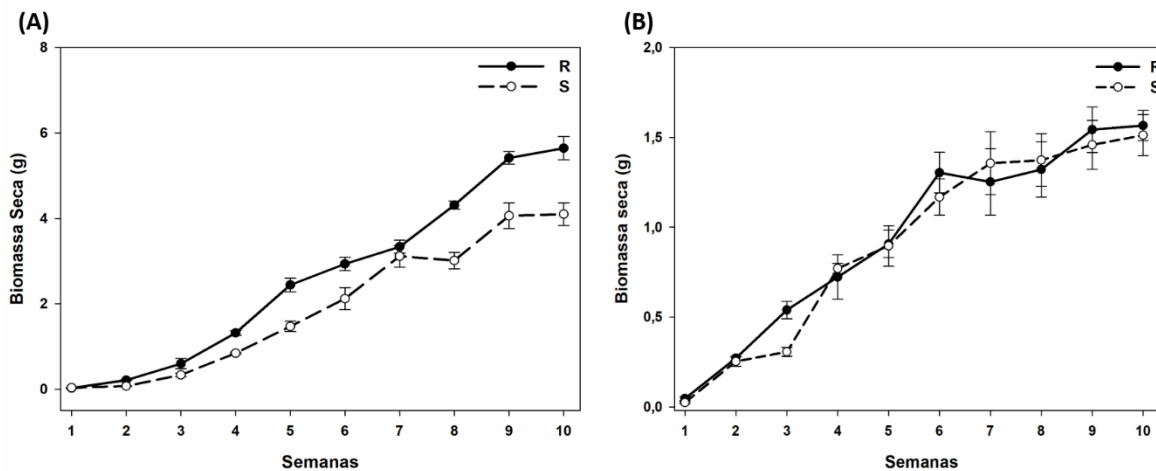 (A)
Biomassa Seca (g)
8
6
4
2
0
R
S
1 2 3 4 5 6 7 8 9 10
Semanas
(B)
Biomassa seca (g)
2,0
1,5
1,0
0,5
0,0
R
S
1 2 3 4 5 6 7 8 9 10
Semanas